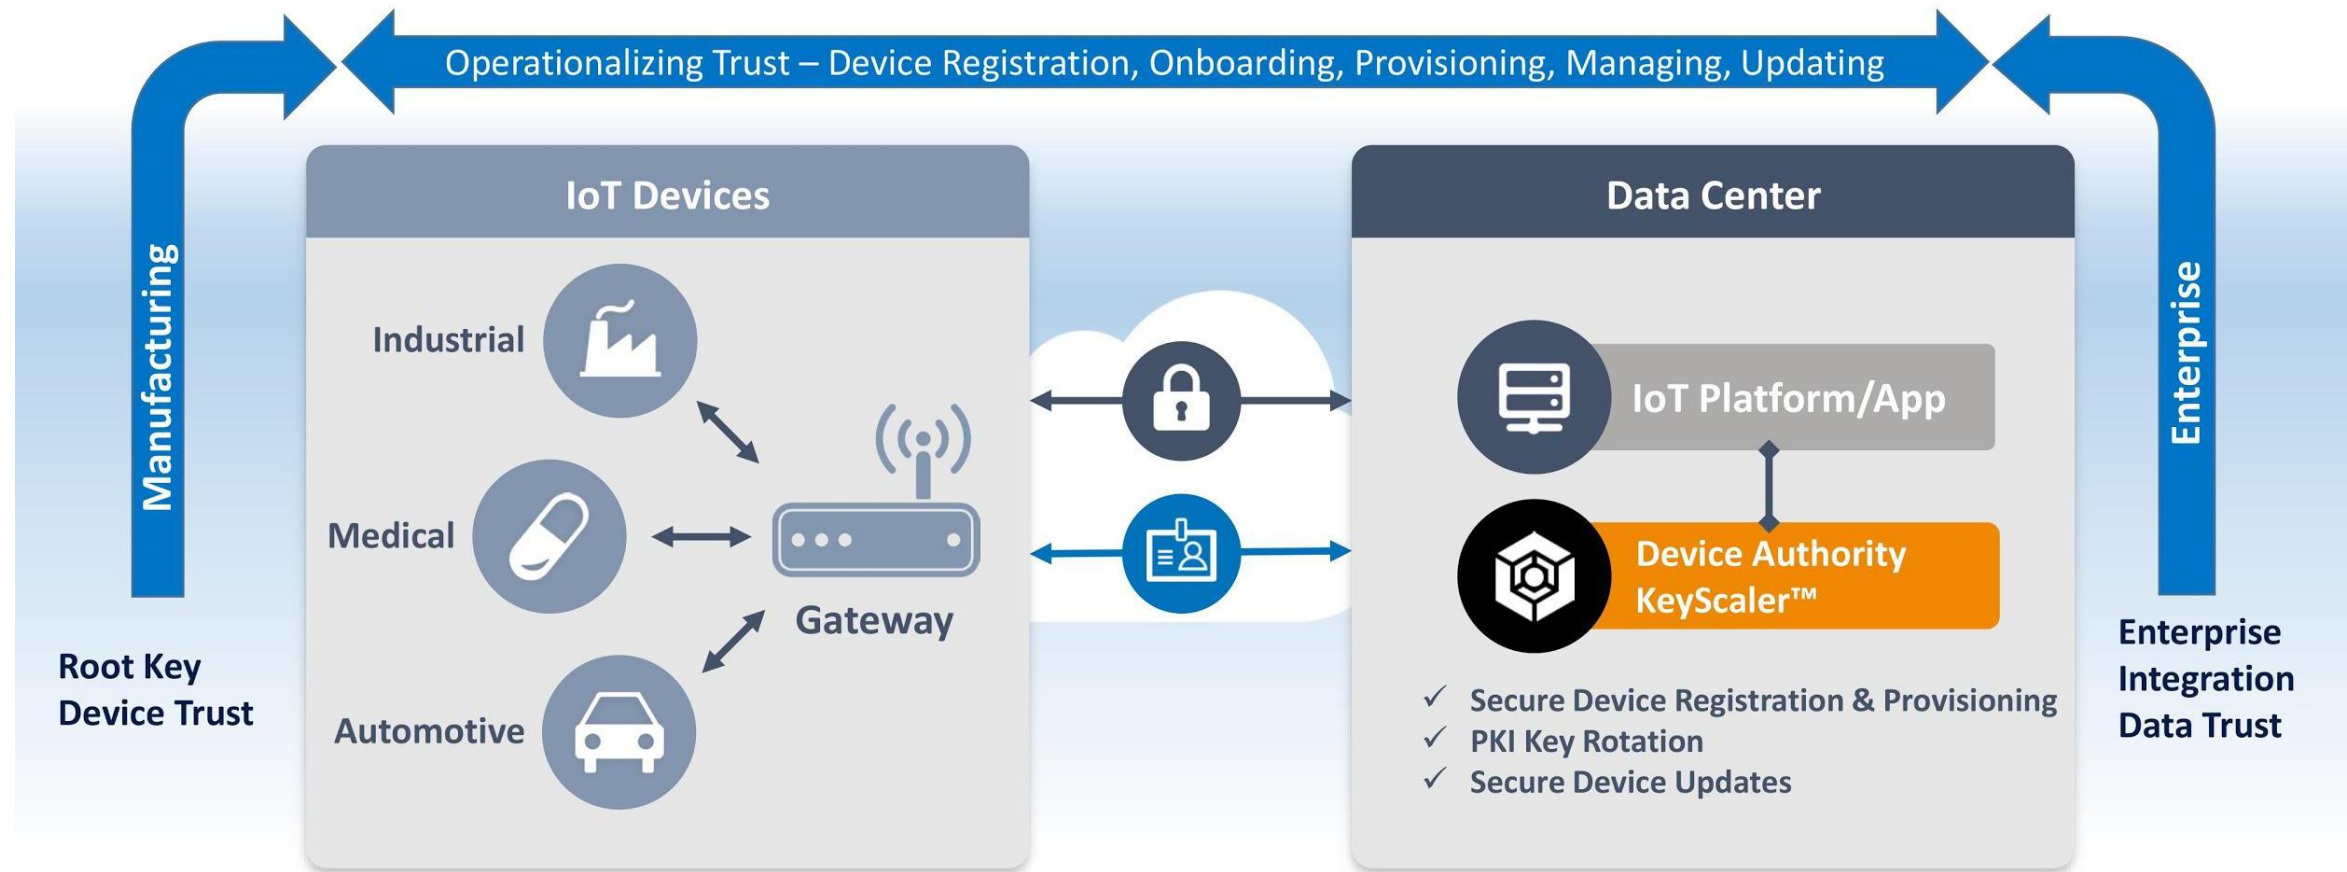 Operationalizing Trust – Device Registration, Onboarding, Provisioning, Managing, Updating
Manufacturing
Root Key
Device Trust
IoT Devices
Industrial
Medical
Gateway
Automotive
Data Center
IoT Platform/App
Device Authority
KeyScaler™
✓ Secure Device Registration & Provisioning
✓ PKI Key Rotation
✓ Secure Device Updates
Enterprise
Enterprise
Integration
Data Trust